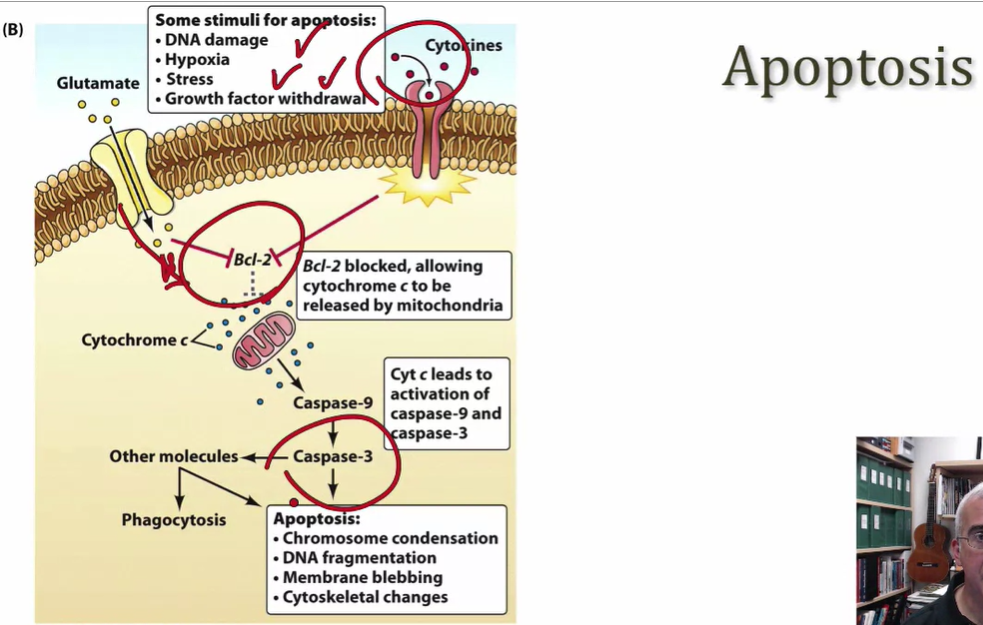 (B)
Some stimuli for apoptosis:
• DNA damage
• Hypoxia
• Stress
• Growth factor withdrawal
Cytokines
Apoptosis
Glutamate
Bcl-2
Bcl-2 blocked, allowing
cytochrome c to be
released by mitochondria
Cytochrome c
Cyt c leads to
activation of
caspase-9 and
caspase-3
Caspase-9
Other molecules
Caspase-3
Phagocytosis
Apoptosis:
• Chromosome condensation
• DNA fragmentation
• Membrane blebbing
• Cytoskeletal changes